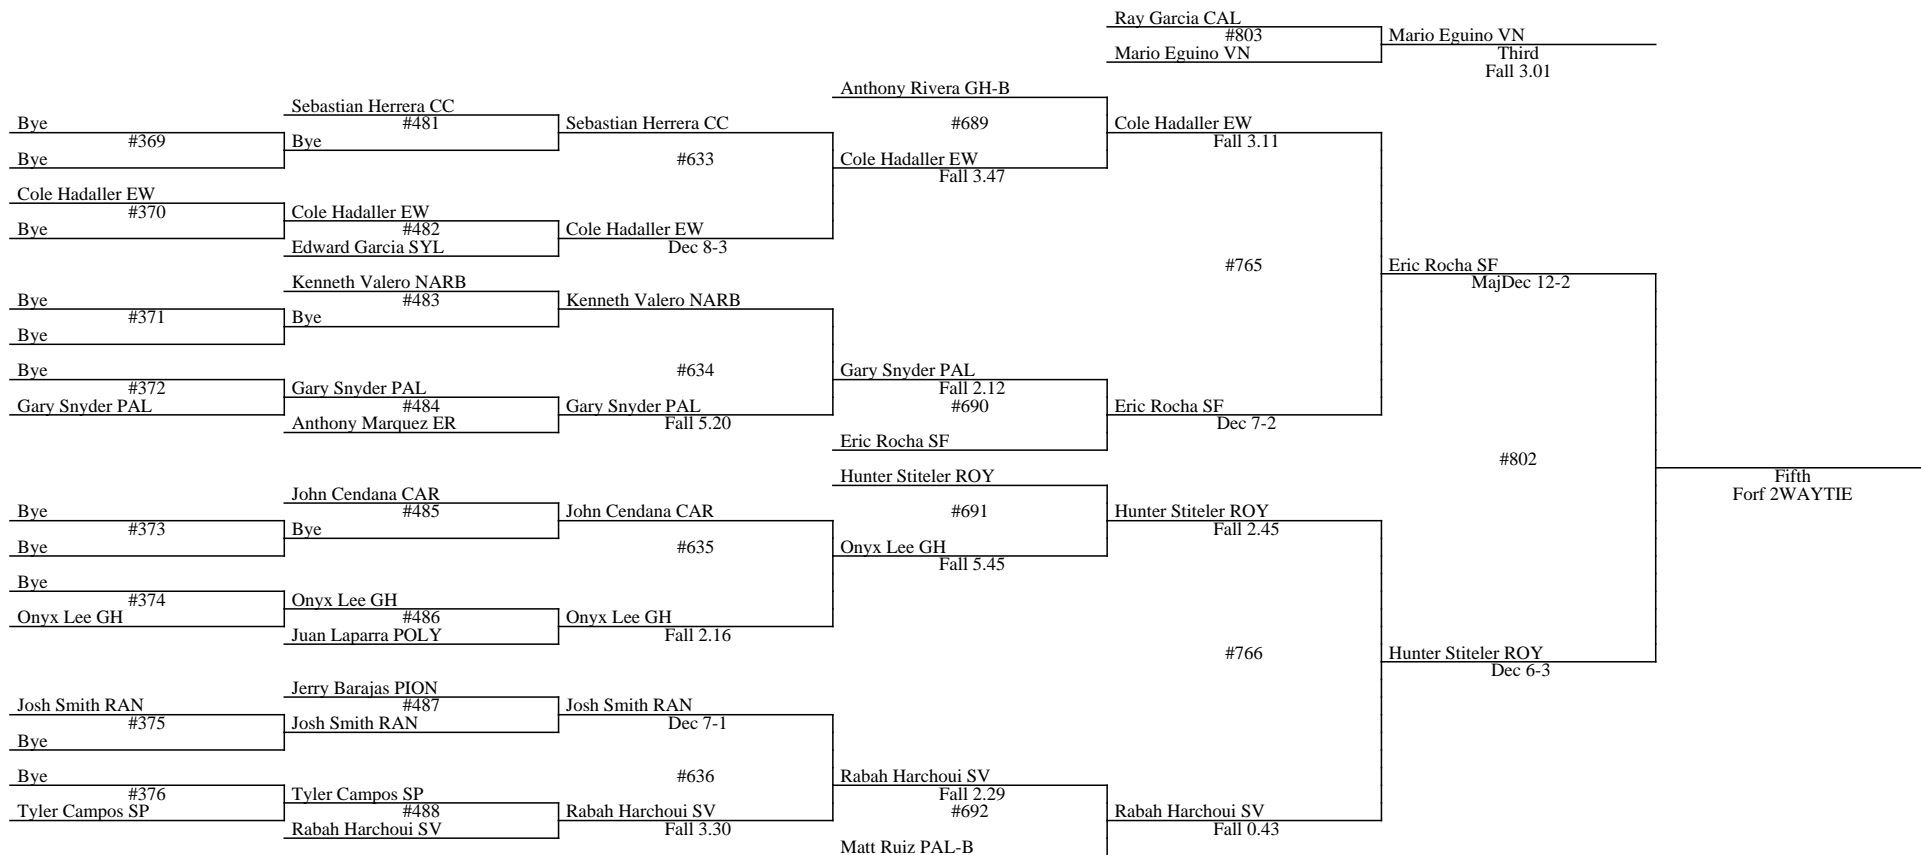 Ray Garcia CAL
#803
Mario Eguino VN
Mario Eguino VN
Third
Fall 3.01
Bye
#369
Bye
Cole Hadaller EW
#370
Bye
Bye
#371
Bye
Bye
#372
Gary Snyder PAL
Bye
#373
Bye
Bye
#374
Onyx Lee GH
Josh Smith RAN
#375
Bye
Bye
#376
Tyler Campos SP
Sebastian Herrera CC
#481
Bye
Cole Hadaller EW
#482
Edward Garcia SYL
Kenneth Valero NARB
#483
Bye
Gary Snyder PAL
#484
Anthony Marquez ER
John Cendana CAR
#485
Bye
Onyx Lee GH
#486
Juan Laparra POLY
Jerry Barajas PION
#487
Josh Smith RAN
Tyler Campos SP
#488
Rabah Harchoui SV
Sebastian Herrera CC
#633
Cole Hadaller EW
Dec 8-3
Kenneth Valero NARB
#634
Gary Snyder PAL
Fall 5.20
John Cendana CAR
#635
Onyx Lee GH
Fall 2.16
Josh Smith RAN
Dec 7-1
#636
Rabah Harchoui SV
Fall 3.30
Anthony Rivera GH-B
#689
Cole Hadaller EW
Fall 3.47
Gary Snyder PAL
Fall 2.12
#690
Eric Rocha SF
Hunter Stiteler ROY
#691
Onyx Lee GH
Fall 5.45
Rabah Harchoui SV
Fall 2.29
#692
Matt Ruiz PAL-B
Cole Hadaller EW
Fall 3.11
#765
Eric Rocha SF
Dec 7-2
Hunter Stiteler ROY
Fall 2.45
#766
Rabah Harchoui SV
Fall 0.43
Eric Rocha SF
MajDec 12-2
#802
Hunter Stiteler ROY
Dec 6-3
Fifth
Forf 2WAYTIE